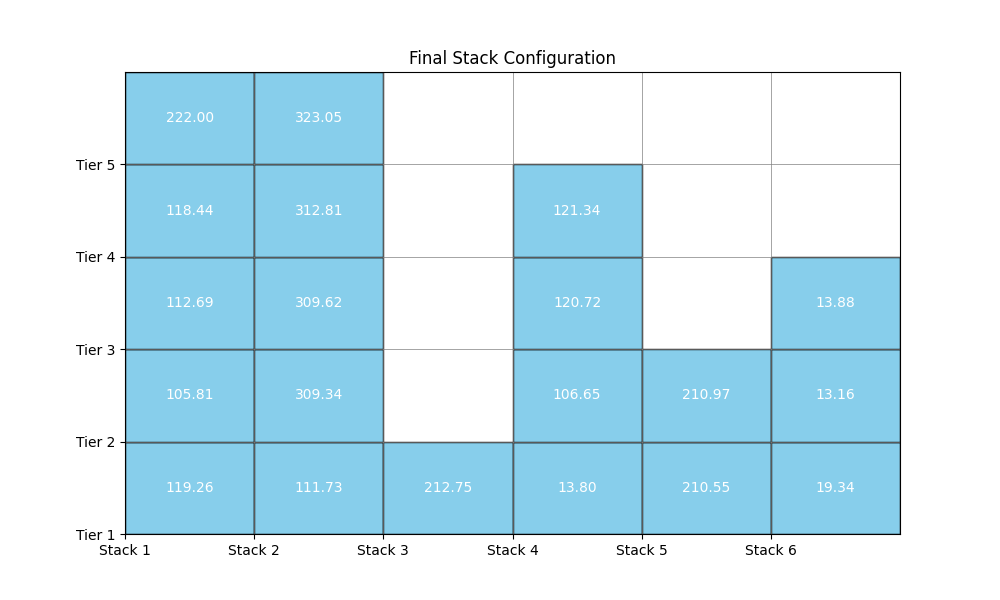 Final Stack Configuration
222.00 323.05
Tier 5
118.44 312.81 121.34
Tier 4
112.69 309.62 120.72 13.88
Tier 3
105.81 309.34 106.65 210.97 13.16
Tier 2
119.26 111.73 212.75 13.80 210.55 19.34
Tier 1
Stack 1 Stack 2 Stack 3 Stack 4 Stack 5 Stack 6